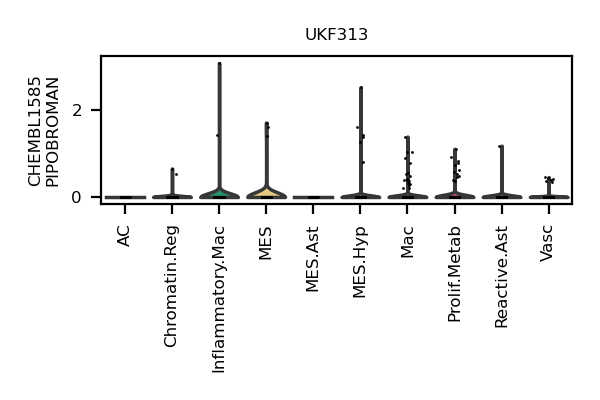 UKF313
CHEMBL1585
PIPOBROMAN
2
0
AC
Chromatin.Reg
Inflammatory.Mac
MES
MES.Ast
MES.Hyp
Mac
Prolif.Metab
Reactive.Ast
Vasc